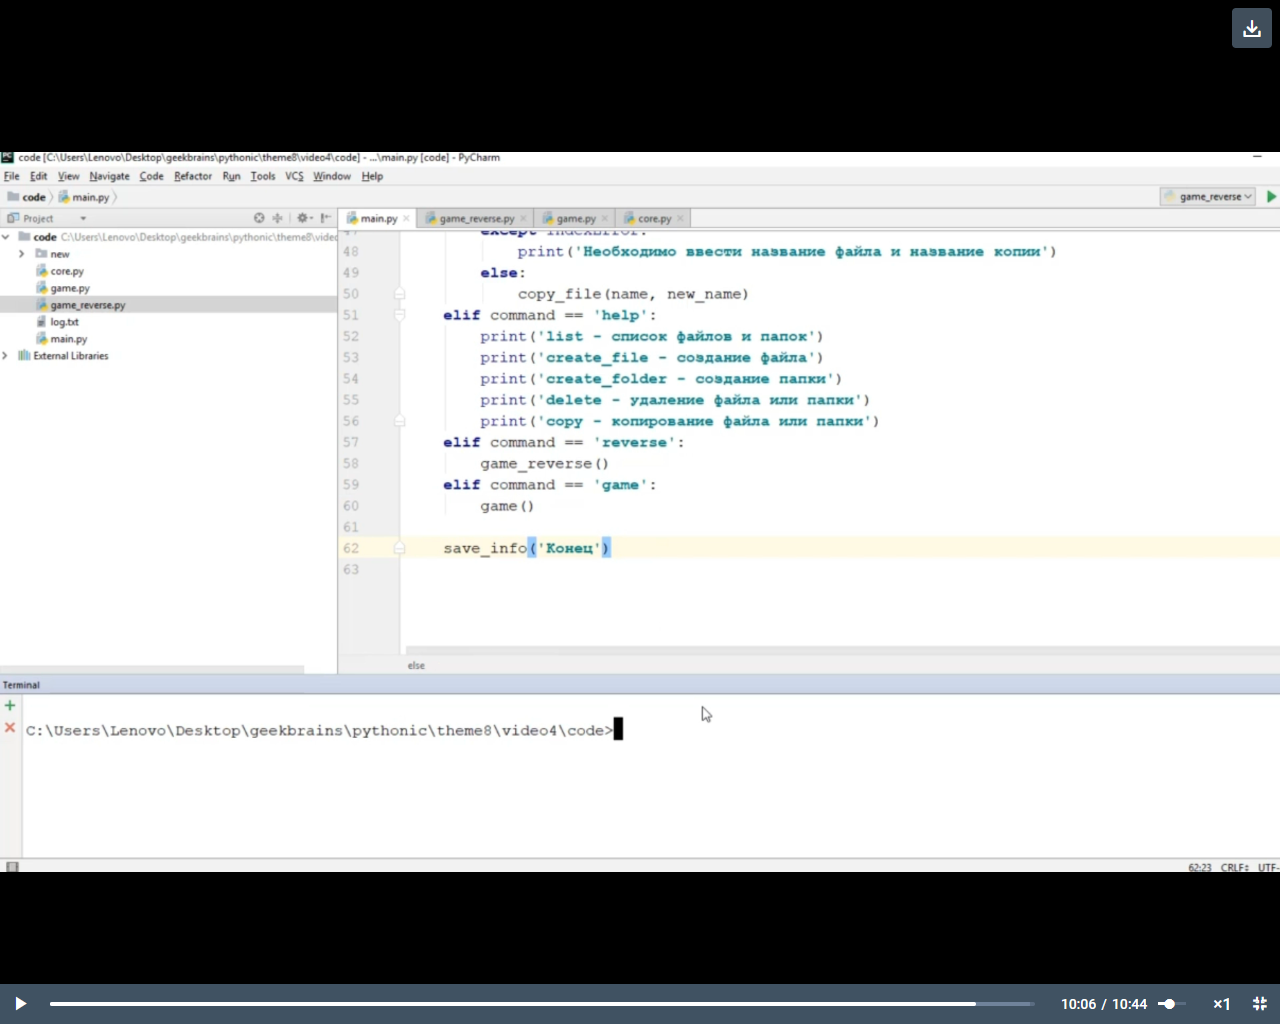 code [C:\Users\Lenovo\Desktop\geekbrains\pythonic\theme8\video4\code] - ...\main.py [code] - PyCharm
File Edit View Navigate Code Refactor Run Tools VCS Window Help
code main.py
game_reverse
Project
main.py game_reverse.py game.py core.py
code C:\Users\Lenovo\Desktop\geekbrains\pythonic\theme8\video
new
core.py
game.py
game_reverse.py
log.txt
main.py
External Libraries
47 except IndexError:
48 print('Необходимо ввести название файла и название копии')
49 else:
50 copy_file(name, new_name)
51 elif command == 'help':
52 print('list - список файлов и папок')
53 print('create_file - создание файла')
54 print('create_folder - создание папки')
55 print('delete - удаление файла или папки')
56 print('copy - копирование файла или папки')
57 elif command == 'reverse':
58 game_reverse()
59 elif command == 'game':
60 game()
61
62 save_info('Конец')
63
else
Terminal
C:\Users\Lenovo\Desktop\geekbrains\pythonic\theme8\video4\code>
62:23 CRLF÷ UTF-
10:06 / 10:44 ×1